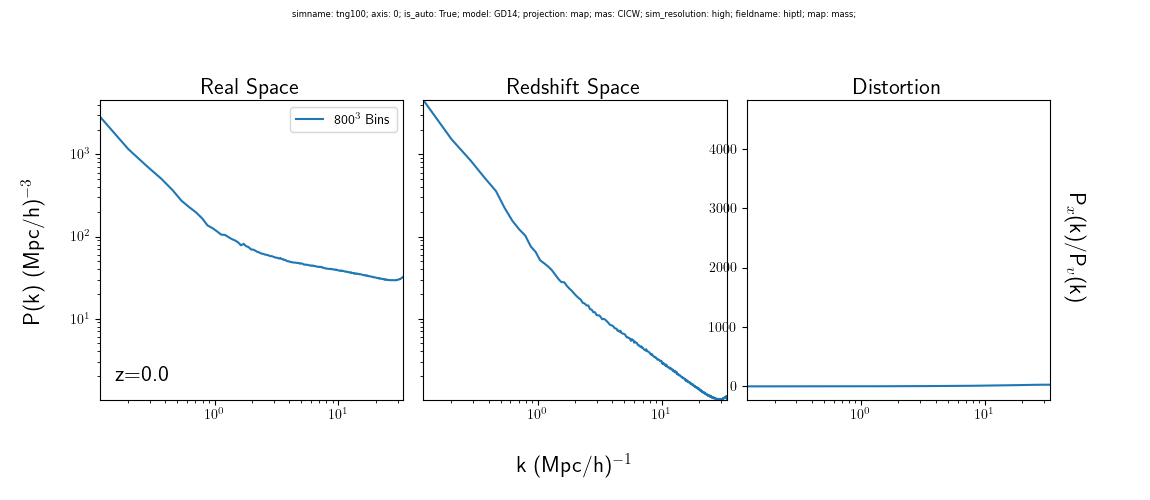 simname: tng100; axis: 0; is_auto: True; model: GD14; projection: map; mas: CICW; sim_resolution: high; fieldname: hiptl; map: mass;
Real Space
Redshift Space
Distortion
800³ Bins
10³
10²
10¹
P(k) (Mpc/h)⁻³
z=0.0
10⁰ 10¹
10⁰ 10¹
4000
3000
2000
1000
0
10⁰ 10¹
Pₓ(k)/Pᵥ(k)
k (Mpc/h)⁻¹